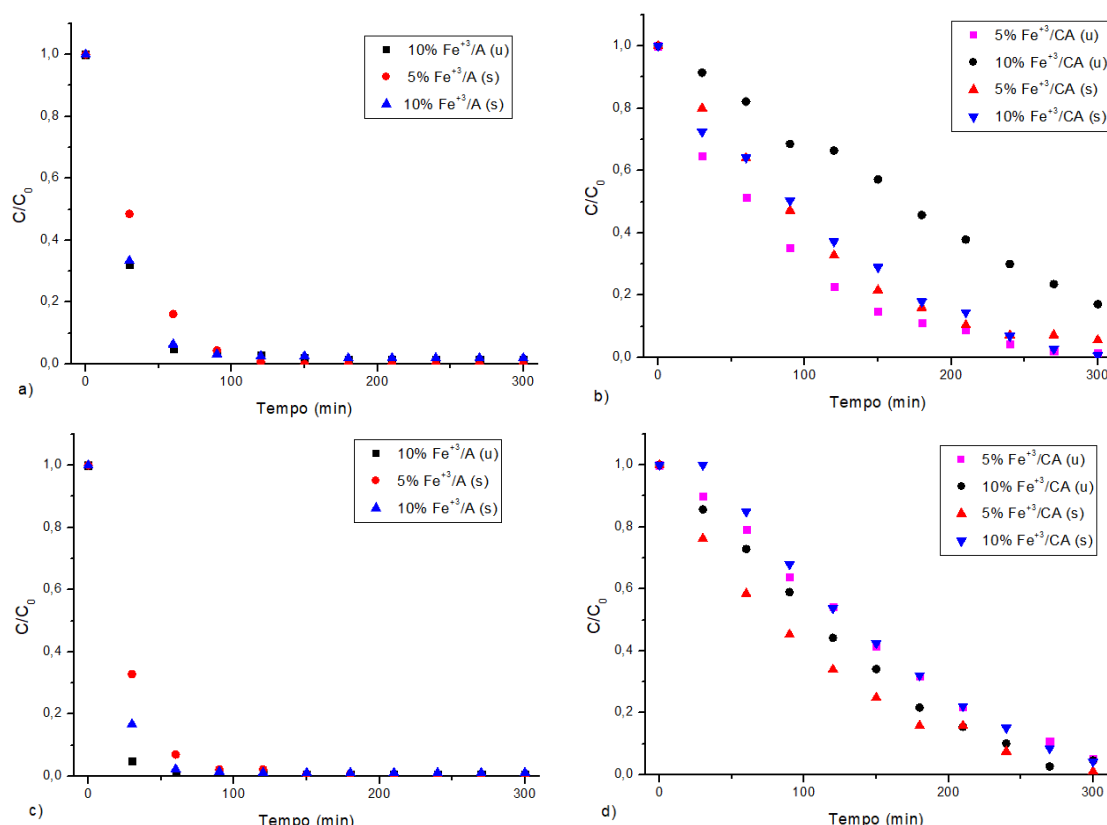 10% Fe⁺³/A (u)
5% Fe⁺³/A (s)
10% Fe⁺³/A (s)
1,0
0,8
0,6
0,4
0,2
0,0
C/C₀
0 100 200 300
Tempo (min)
a)
5% Fe⁺³/CA (u)
10% Fe⁺³/CA (u)
5% Fe⁺³/CA (s)
10% Fe⁺³/CA (s)
1,0
0,8
0,6
0,4
0,2
0,0
C/C₀
0 100 200 300
Tempo (min)
b)
10% Fe⁺³/A (u)
5% Fe⁺³/A (s)
10% Fe⁺³/A (s)
1,0
0,8
0,6
0,4
0,2
0,0
C/C₀
0 100 200 300
Tempo (min)
c)
5% Fe⁺³/CA (u)
10% Fe⁺³/CA (u)
5% Fe⁺³/CA (s)
10% Fe⁺³/CA (s)
1,0
0,8
0,6
0,4
0,2
0,0
C/C₀
0 100 200 300
Tempo (min)
d)